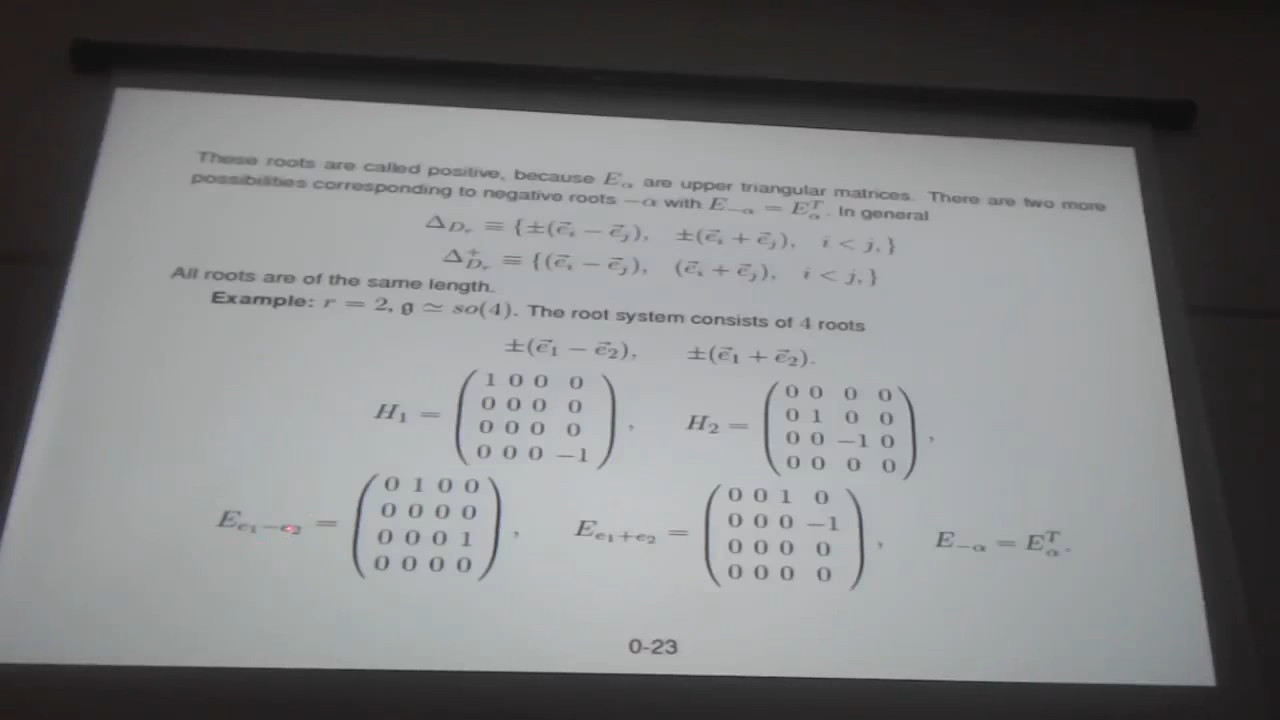 These roots are called positive, because E_α are upper triangular matrices. There are two more
possibilities corresponding to negative roots −α with E_{−α} = E_α^T. In general
Δ_{D_r} ≡ {±(e⃗_i − e⃗_j), ±(e⃗_i + e⃗_j), i < j, }
Δ^+_{D_r} ≡ {(e⃗_i − e⃗_j), (e⃗_i + e⃗_j), i < j, }
All roots are of the same length.
Example: r = 2, 𝔤 ≃ so(4). The root system consists of 4 roots
±(e⃗_1 − e⃗_2), ±(e⃗_1 + e⃗_2).
H_1 = ( 1 0 0 0
0 0 0 0
0 0 0 0
0 0 0 −1 ), H_2 = ( 0 0 0 0
0 1 0 0
0 0 −1 0
0 0 0 0 ),
E_{e_1−e_2} = ( 0 1 0 0
0 0 0 0
0 0 0 1
0 0 0 0 ), E_{e_1+e_2} = ( 0 0 1 0
0 0 0 −1
0 0 0 0
0 0 0 0 ), E_{−α} = E_α^T.
0-23